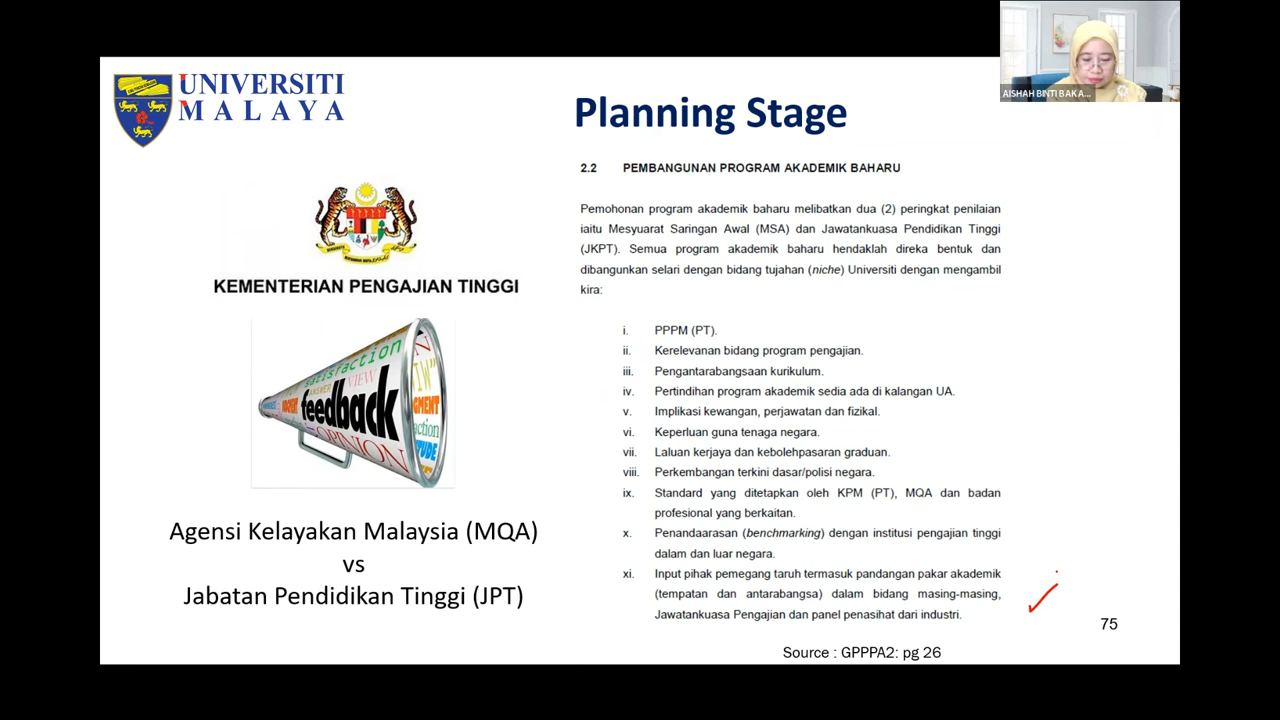 UNIVERSITI
MALAYA
Planning Stage
AISHAH BINTI BAKA...
2.2 PEMBANGUNAN PROGRAM AKADEMIK BAHARU
Pemohonan program akademik baharu melibatkan dua (2) peringkat penilaian
iaitu Mesyuarat Saringan Awal (MSA) dan Jawatankuasa Pendidikan Tinggi
(JKPT). Semua program akademik baharu hendaklah direka bentuk dan
dibangunkan selari dengan bidang tujahan (niche) Universiti dengan mengambil
kira:
i. PPPM (PT).
ii. Kerelevanan bidang program pengajian.
iii. Pengantarabangsaan kurikulum.
iv. Pertindihan program akademik sedia ada di kalangan UA.
v. Implikasi kewangan, perjawatan dan fizikal.
vi. Keperluan guna tenaga negara.
vii. Laluan kerjaya dan kebolehpasaran graduan.
viii. Perkembangan terkini dasar/polisi negara.
ix. Standard yang ditetapkan oleh KPM (PT), MQA dan badan
profesional yang berkaitan.
x. Penandaarasan (benchmarking) dengan institusi pengajian tinggi
dalam dan luar negara.
xi. Input pihak pemegang taruh termasuk pandangan pakar akademik
(tempatan dan antarabangsa) dalam bidang masing-masing,
Jawatankuasa Pengajian dan panel penasihat dari industri.
KEMENTERIAN PENGAJIAN TINGGI
satisfaction
VIEW
ANSWER
feedback
OPINION
Agensi Kelayakan Malaysia (MQA)
vs
Jabatan Pendidikan Tinggi (JPT)
75
Source : GPPPA2: pg 26